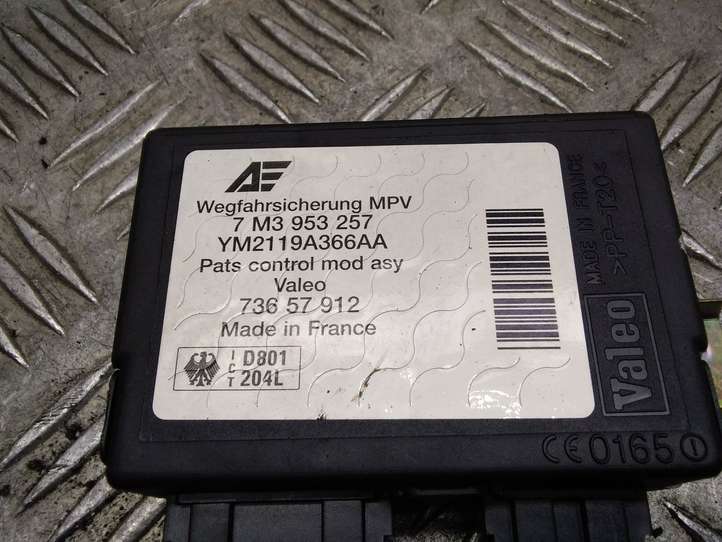 AE
Wegfahrsicherung MPV
7 M3 953 257
YM2119A366AA
Pats control mod asy
Valeo
736 57 912
Made in France
I C T
D801
204L
MADE IN FRANCE
>PP-T20<
Valeo
CE0165